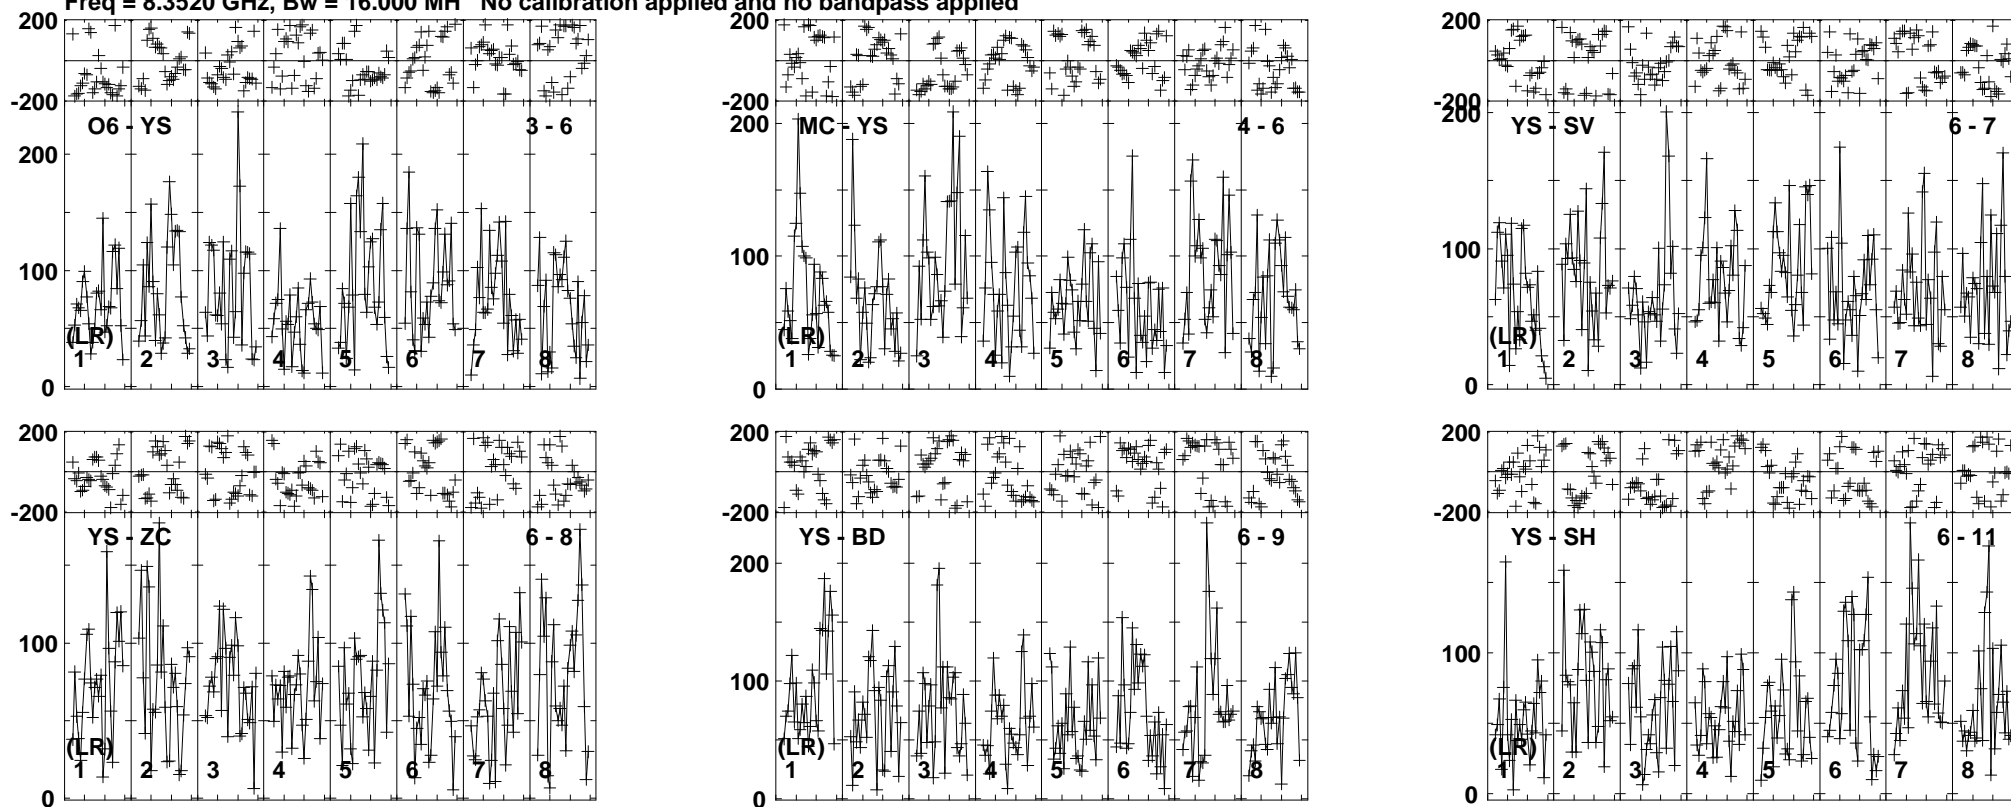 Freq = 8.3520 GHz, Bw = 16.000 MH No calibration applied and no bandpass applied
200 200 200
-200 -200 -200
O6 - YS 3 - 6 MC - YS 4 - 6 YS - SV 6 - 7
200 200 200
100 100 100
(LR) (LR) (LR)
1 2 3 4 5 6 7 8 1 2 3 4 5 6 7 8 1 2 3 4 5 6 7 8
0 0 0
200 200 200
-200 -200 -200
YS - ZC 6 - 8 YS - BD 6 - 9 YS - SH 6 - 11
200
100 100 100
(LR) (LR) (LR)
1 2 3 4 5 6 7 8 1 2 3 4 5 6 7 8 1 2 3 4 5 6 7 8
0 0 0